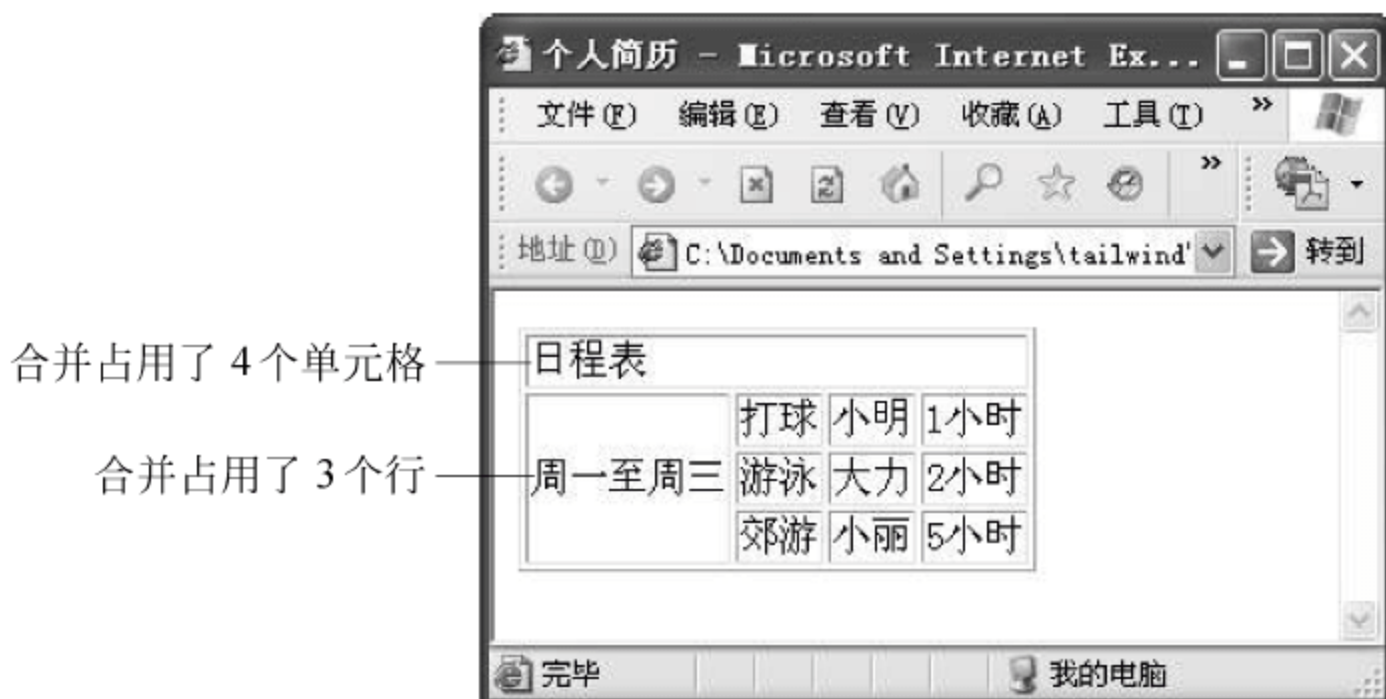 个人简历 - Microsoft Internet Ex...
文件(F) 编辑(E) 查看(V) 收藏(A) 工具(T) »
»
地址(D) C:\Documents and Settings\tailwind' 转到
合并占用了 4 个单元格
日程表
合并占用了 3 个行
周一至周三
打球 小明 1小时
游泳 大力 2小时
郊游 小丽 5小时
完毕 我的电脑